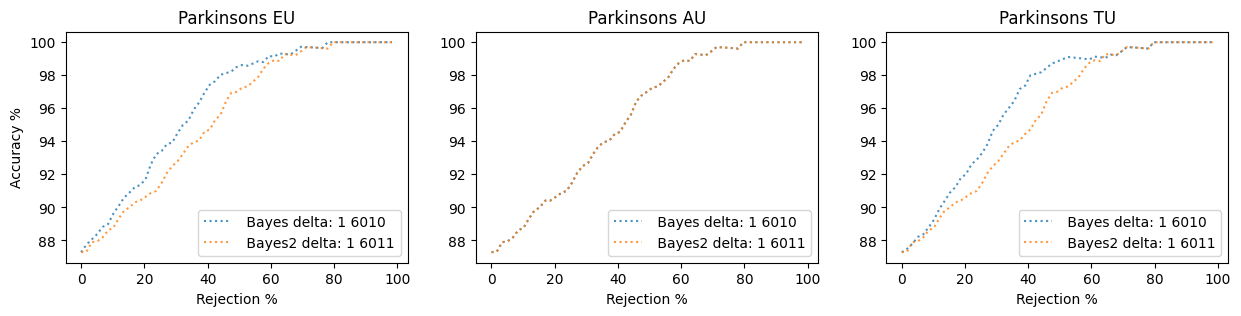 Parkinsons EU
Parkinsons AU
Parkinsons TU
Accuracy %
100
98
96
94
92
90
88
Bayes delta: 1 6010
Bayes2 delta: 1 6011
0 20 40 60 80 100
Rejection %
100
98
96
94
92
90
88
Bayes delta: 1 6010
Bayes2 delta: 1 6011
0 20 40 60 80 100
Rejection %
100
98
96
94
92
90
88
Bayes delta: 1 6010
Bayes2 delta: 1 6011
0 20 40 60 80 100
Rejection %